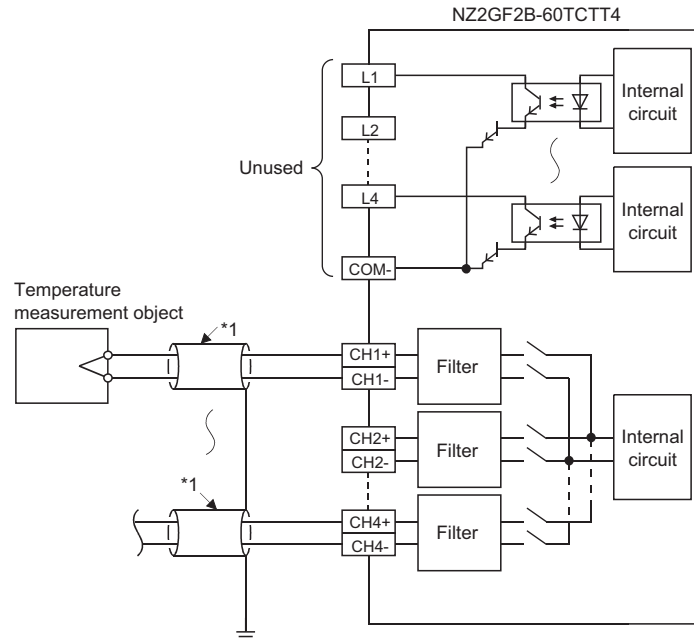 NZ2GF2B-60TCTT4
L1
Internal
circuit
L2
Unused
L4
Internal
circuit
COM-
Temperature
measurement object
*1
CH1+
CH1-
Filter
CH2+
CH2-
Filter
Internal
circuit
*1
CH4+
CH4-
Filter